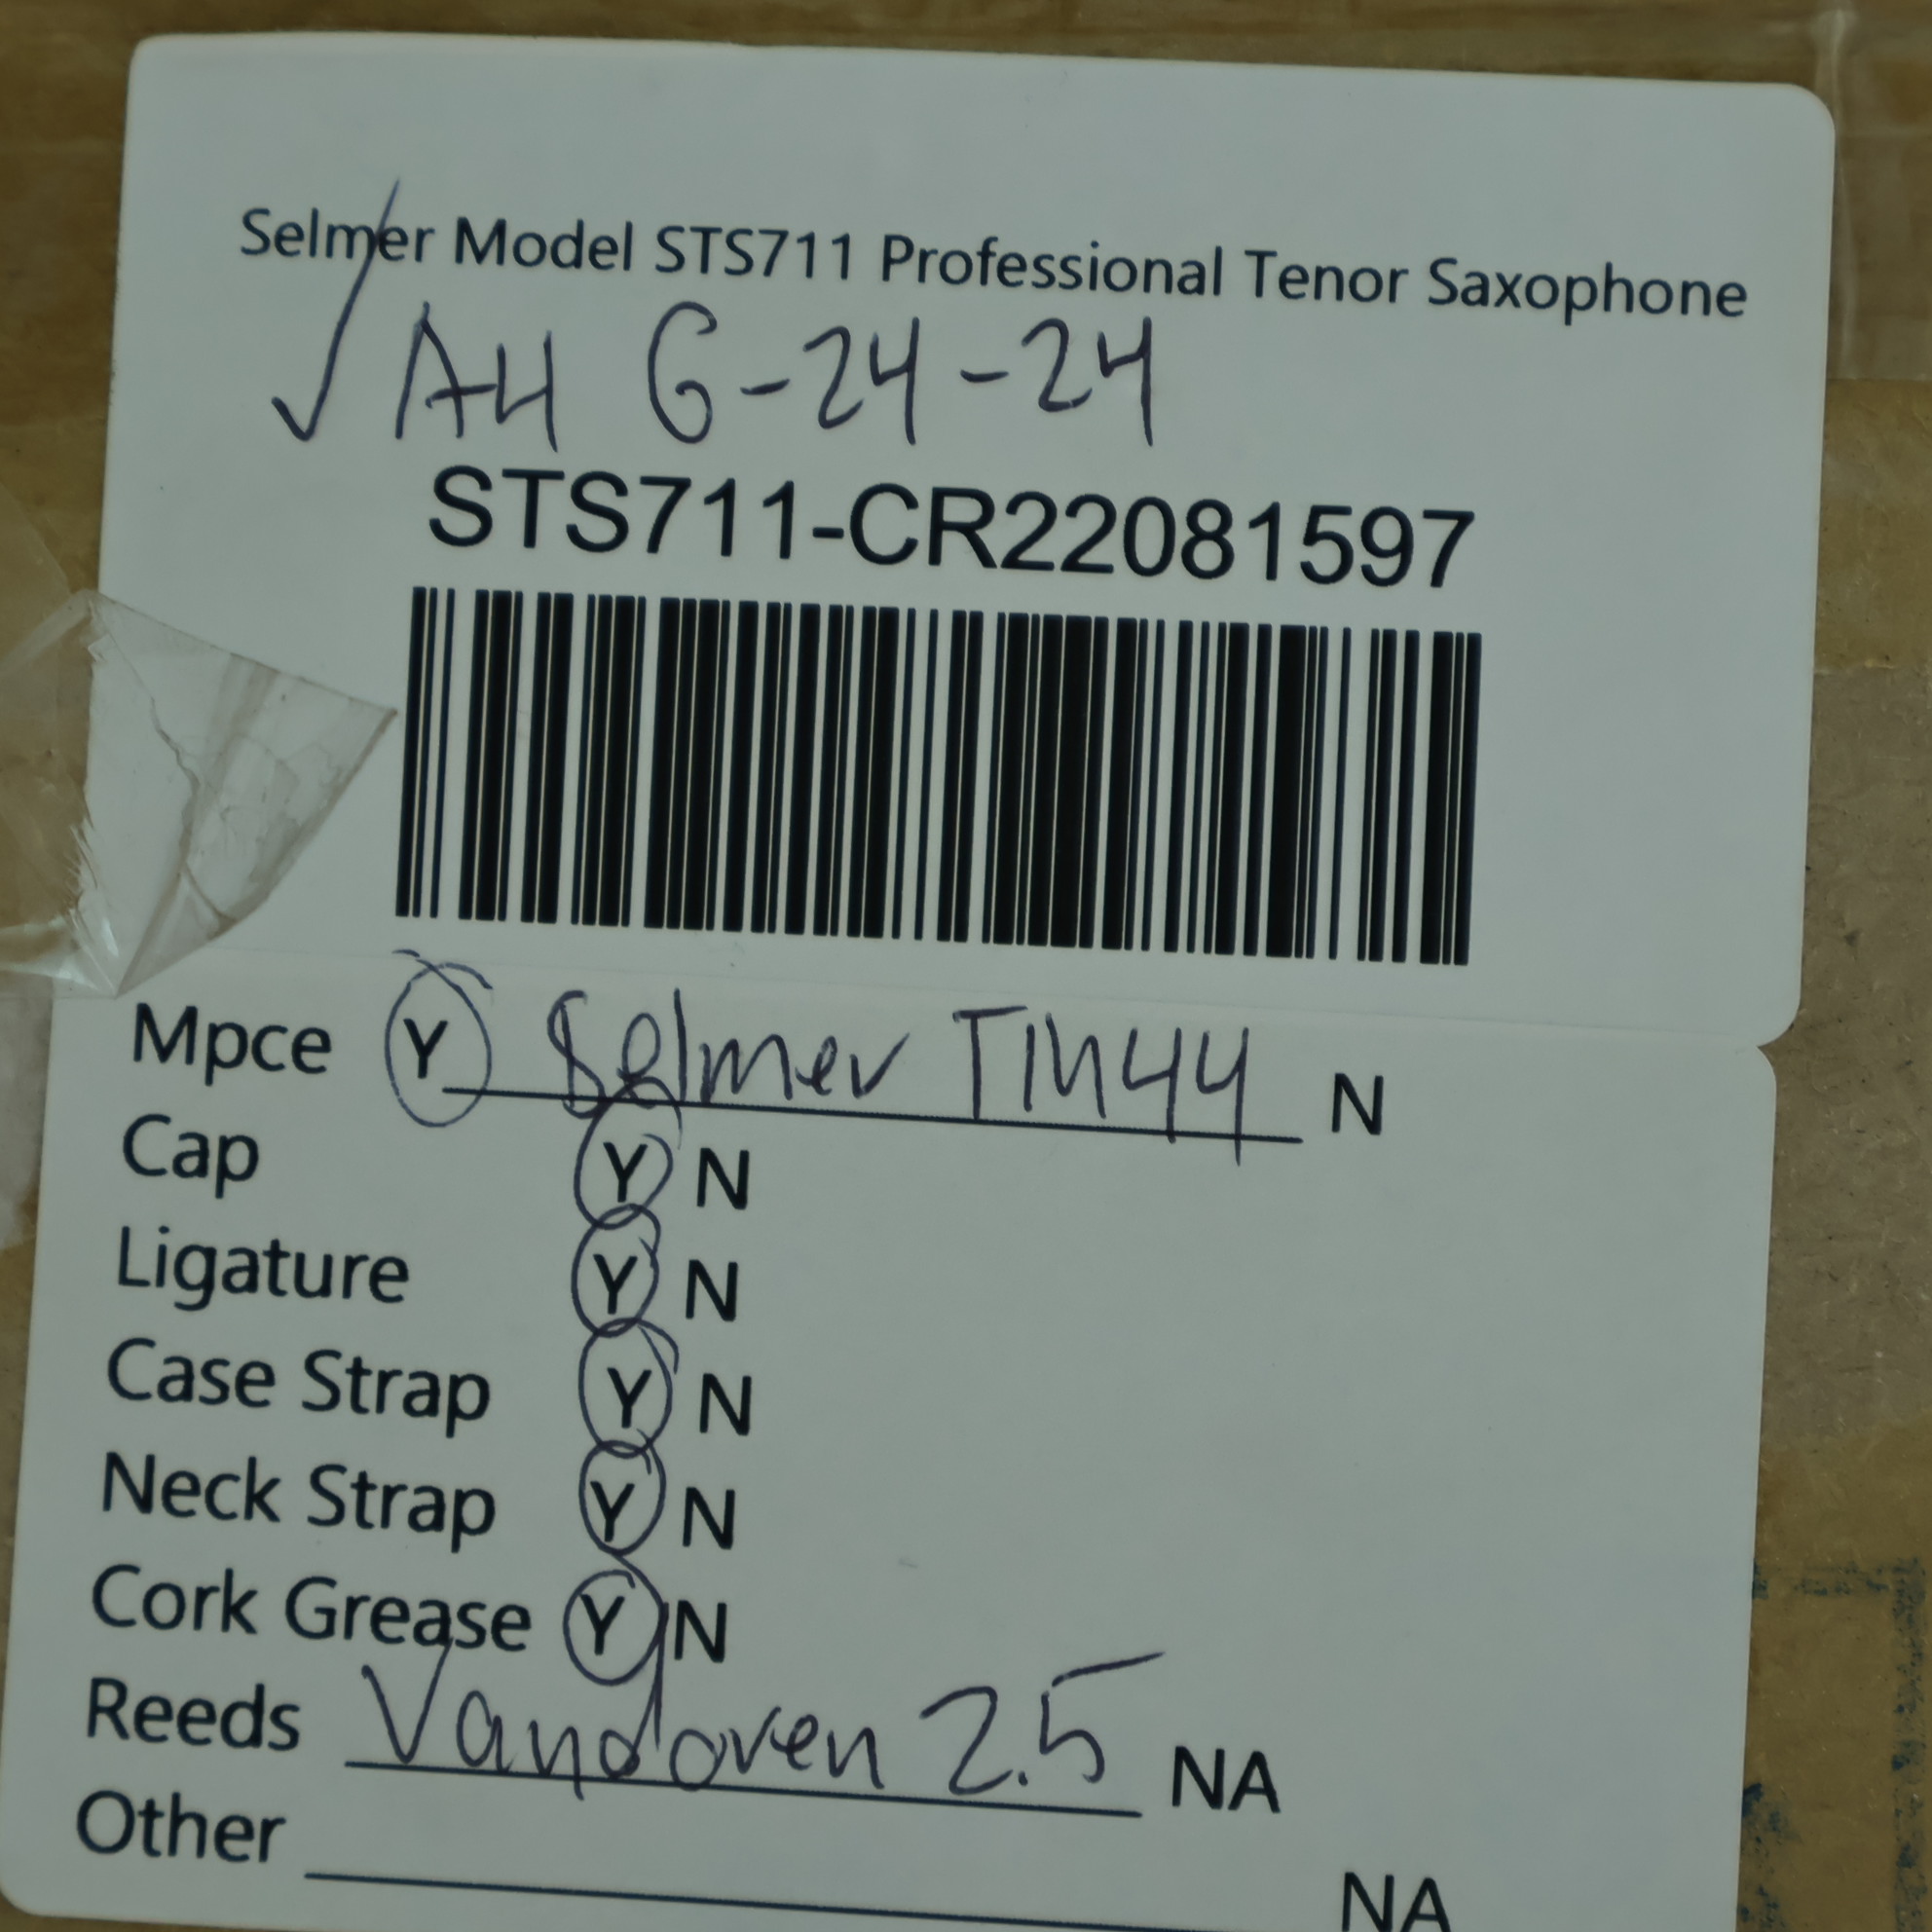 Selmer Model STS711 Professional Tenor Saxophone
✓ AH 6-24-24
STS711-CR22081597
Mpce Y Selmer TM44 N
Cap Y N
Ligature Y N
Case Strap Y N
Neck Strap Y N
Cork Grease Y N
Reeds Vandoren 2.5 NA
Other NA